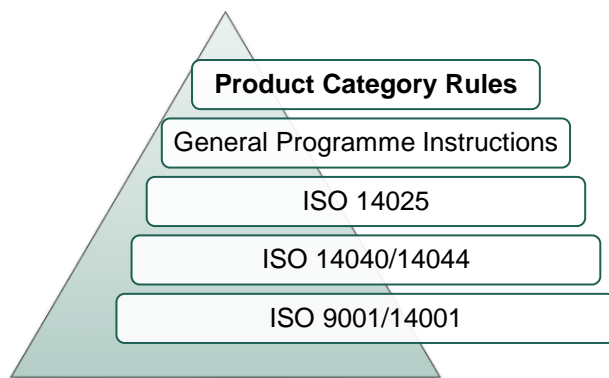 Product Category Rules
General Programme Instructions
ISO 14025
ISO 14040/14044
ISO 9001/14001